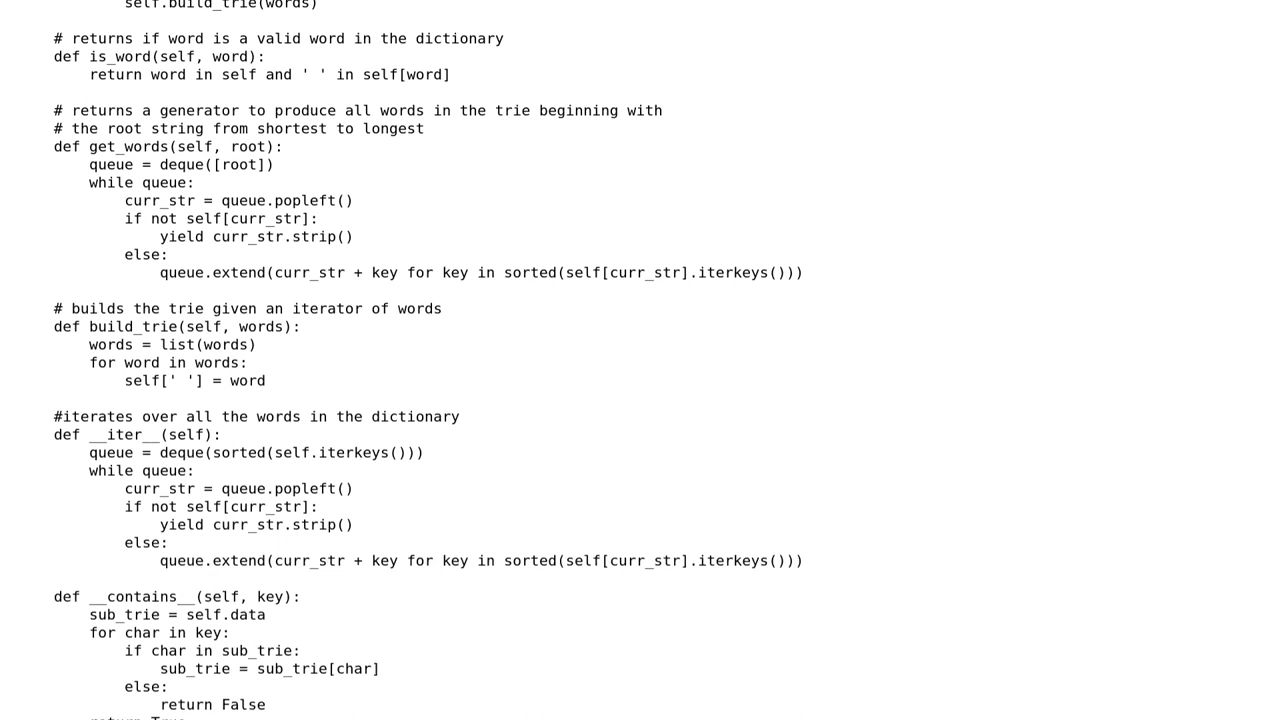 self.build_trie(words)

# returns if word is a valid word in the dictionary
def is_word(self, word):
    return word in self and ' ' in self[word]

# returns a generator to produce all words in the trie beginning with
# the root string from shortest to longest
def get_words(self, root):
    queue = deque([root])
    while queue:
        curr_str = queue.popleft()
        if not self[curr_str]:
            yield curr_str.strip()
        else:
            queue.extend(curr_str + key for key in sorted(self[curr_str].iterkeys()))

# builds the trie given an iterator of words
def build_trie(self, words):
    words = list(words)
    for word in words:
        self[' '] = word

#iterates over all the words in the dictionary
def __iter__(self):
    queue = deque(sorted(self.iterkeys()))
    while queue:
        curr_str = queue.popleft()
        if not self[curr_str]:
            yield curr_str.strip()
        else:
            queue.extend(curr_str + key for key in sorted(self[curr_str].iterkeys()))

def __contains__(self, key):
    sub_trie = self.data
    for char in key:
        if char in sub_trie:
            sub_trie = sub_trie[char]
        else:
            return False
    return True